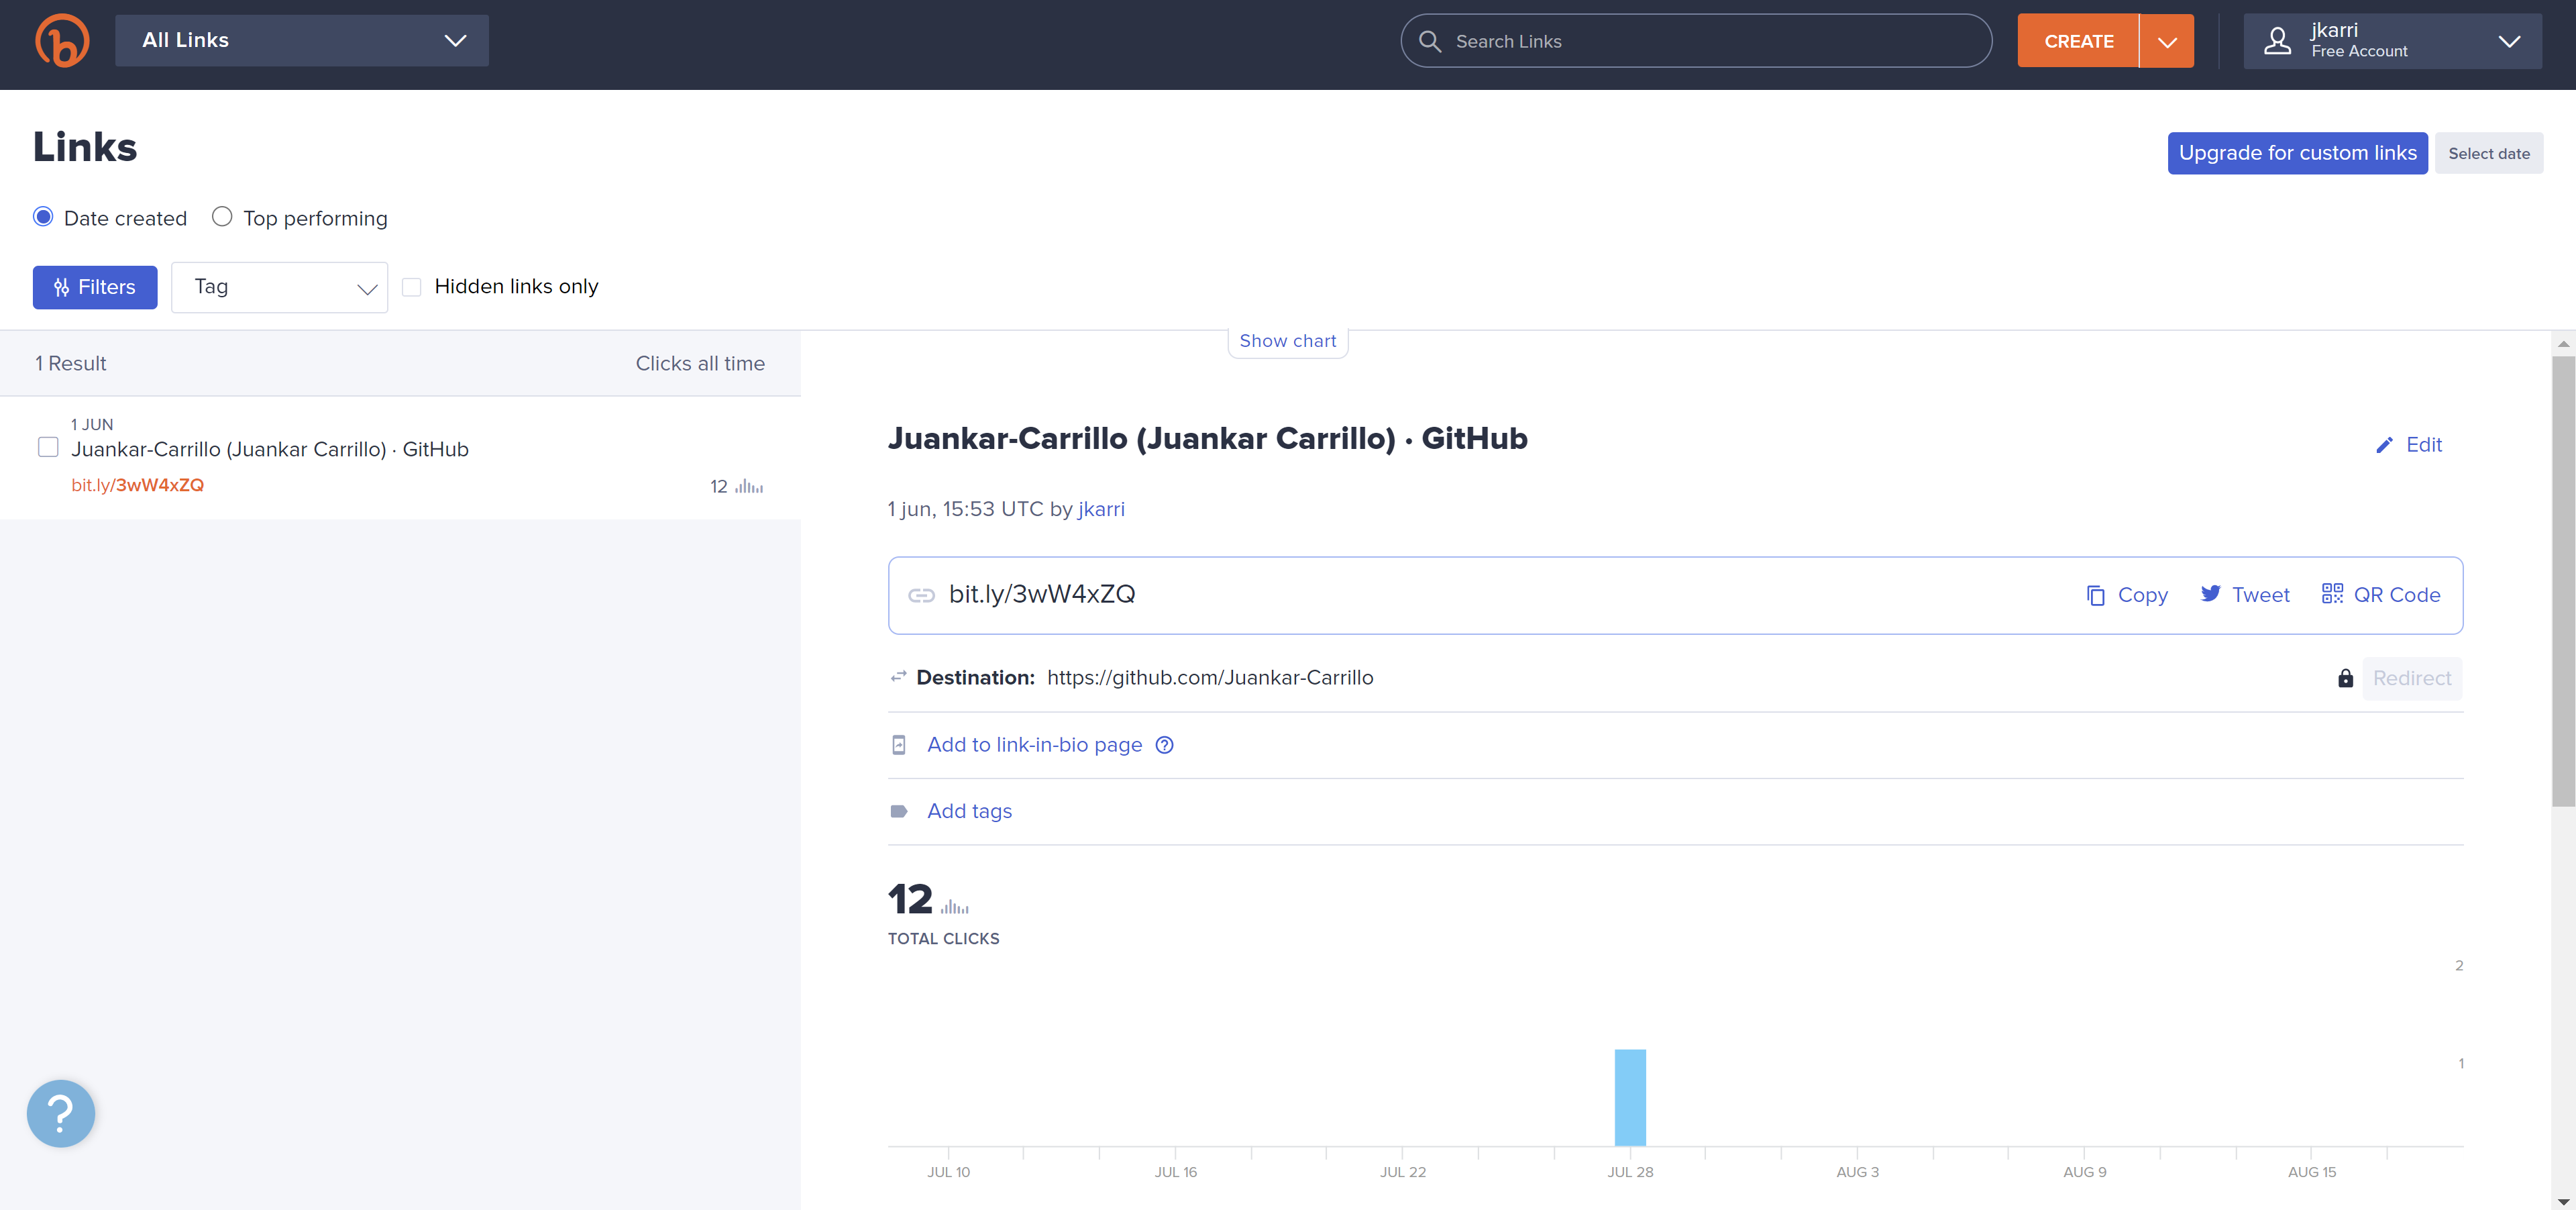 All Links
Search Links
CREATE
jkarri
Free Account
Links
Upgrade for custom links
Select date
Date created
Top performing
Filters
Tag
Hidden links only
1 Result
Clicks all time
Show chart
1 JUN
Juankar-Carrillo (Juankar Carrillo) · GitHub
bit.ly/3wW4xZQ
12
Juankar-Carrillo (Juankar Carrillo) · GitHub
Edit
1 jun, 15:53 UTC by jkarri
bit.ly/3wW4xZQ
Copy
Tweet
QR Code
Destination: https://github.com/Juankar-Carrillo
Redirect
Add to link-in-bio page
Add tags
12
TOTAL CLICKS
2
1
JUL 10
JUL 16
JUL 22
JUL 28
AUG 3
AUG 9
AUG 15